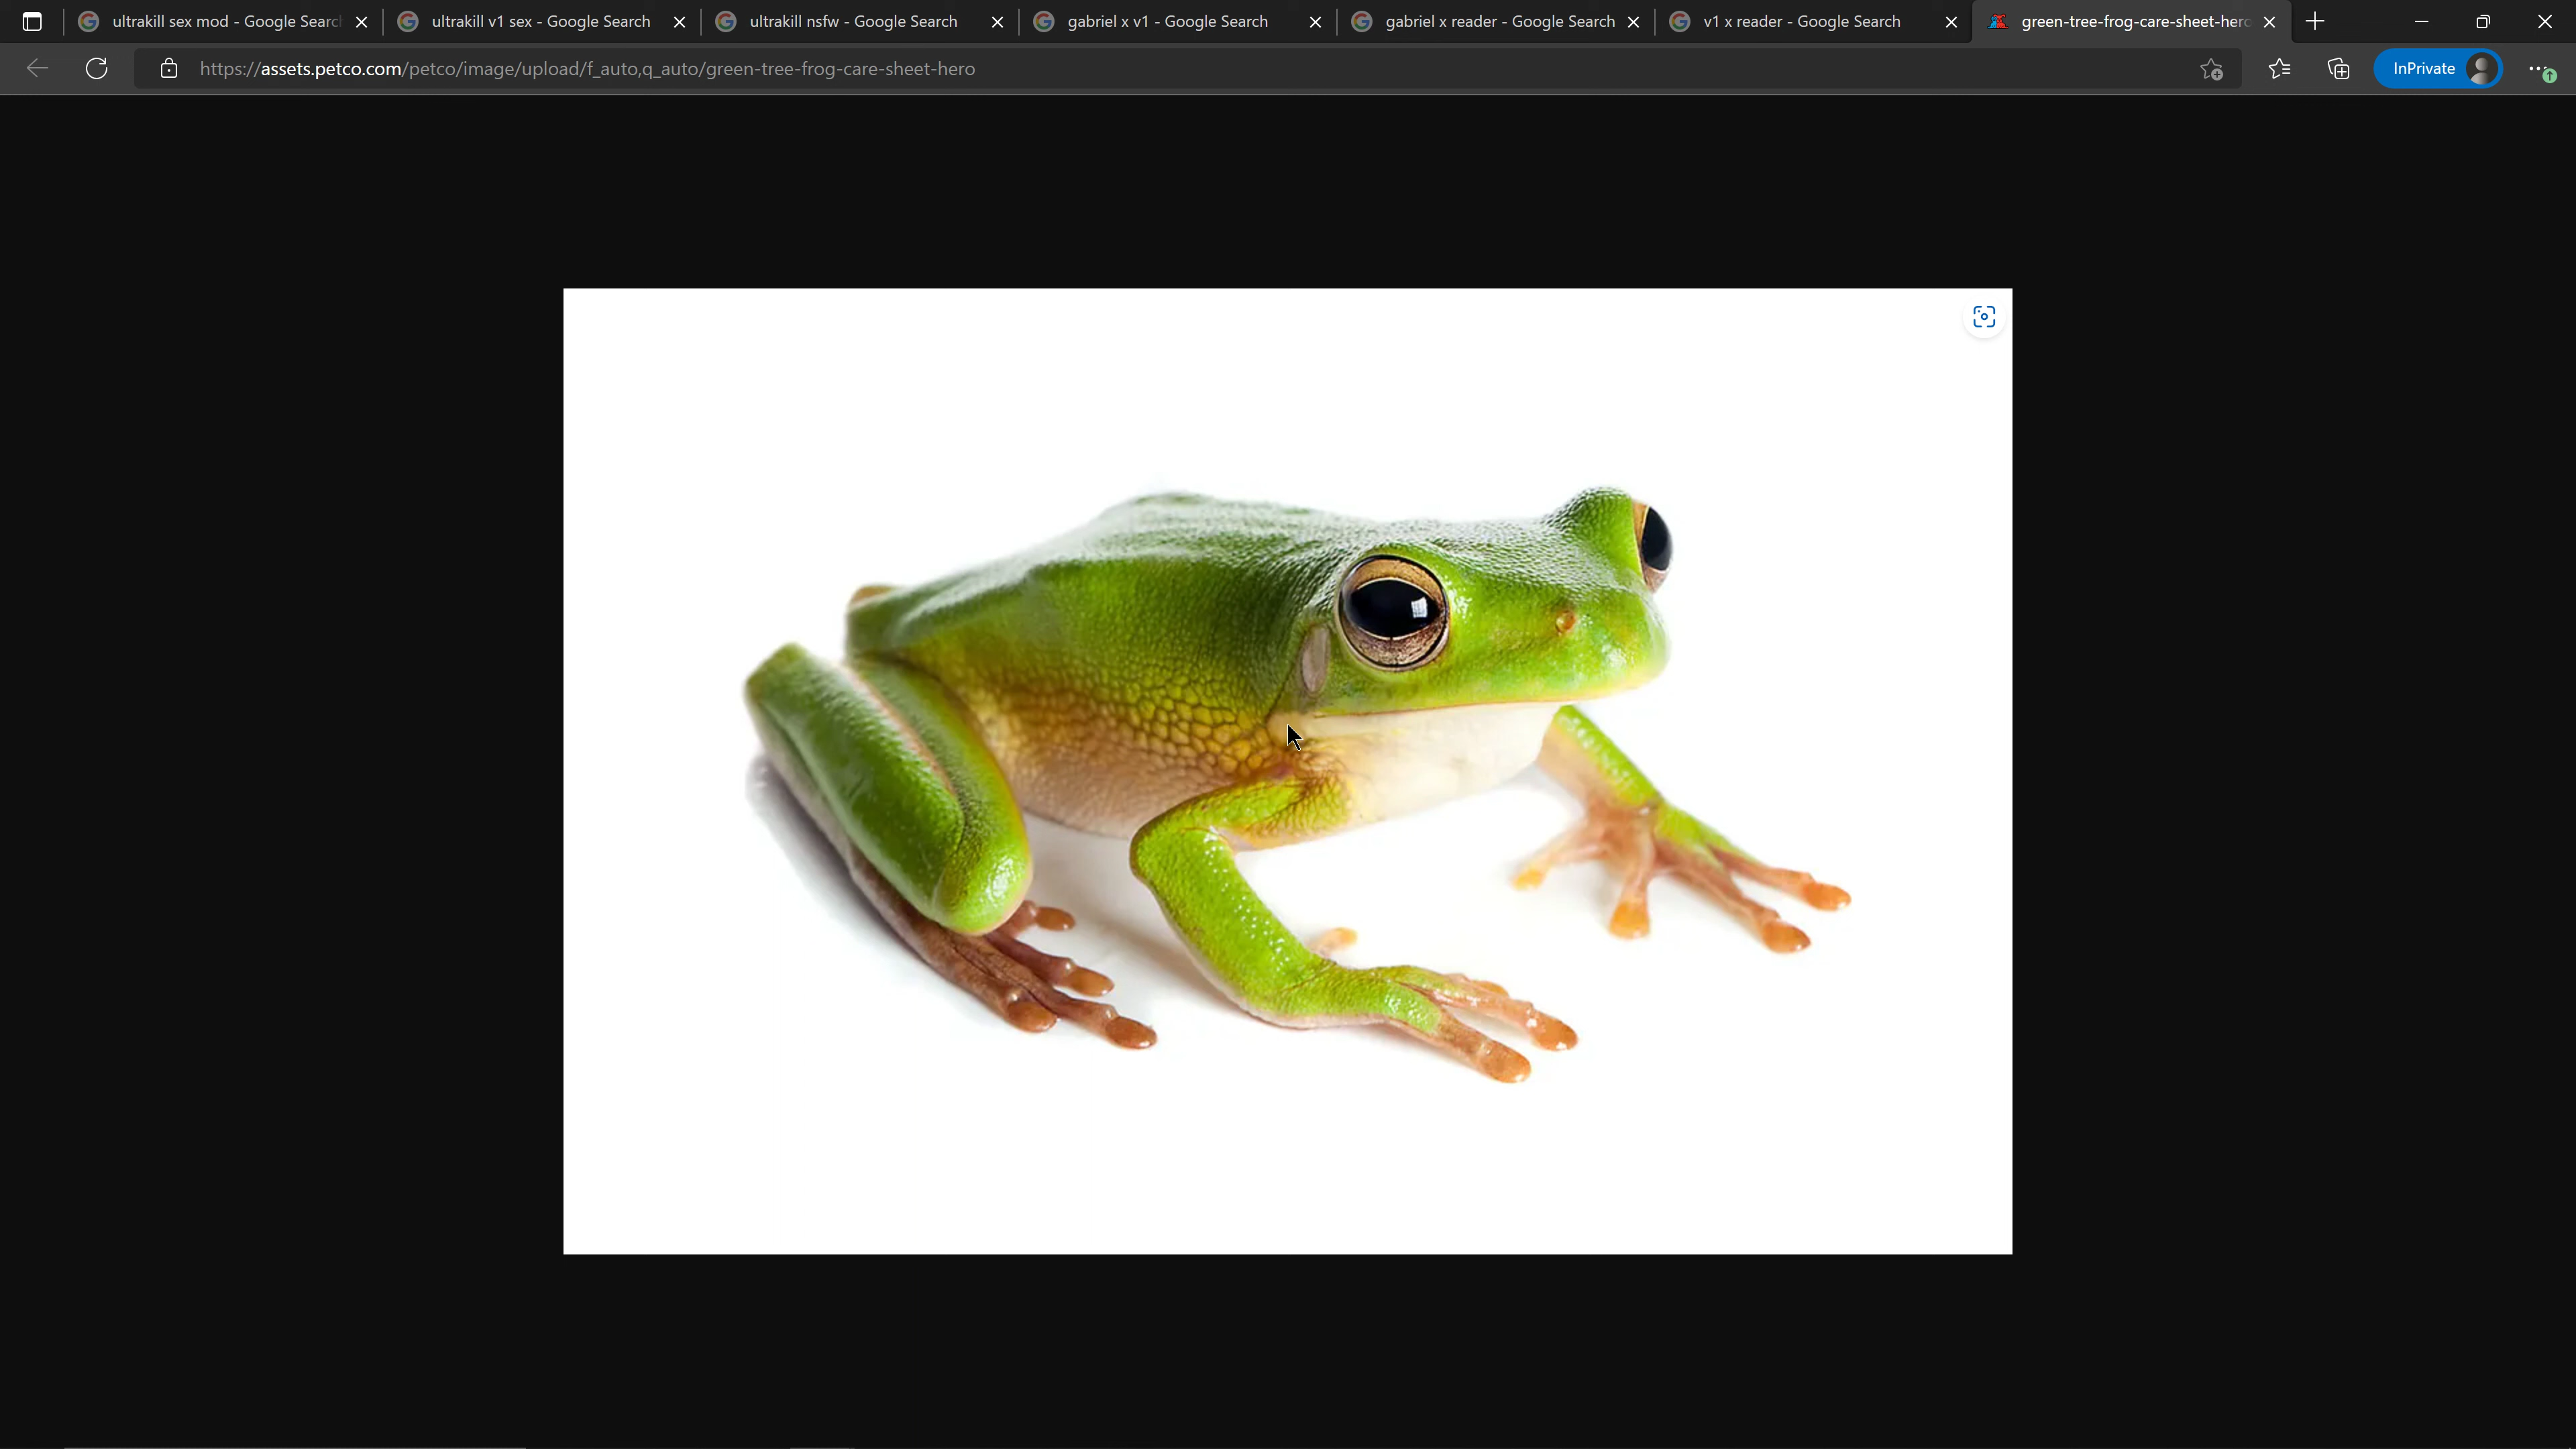 ultrakill sex mod - Google Search
ultrakill v1 sex - Google Search
ultrakill nsfw - Google Search
gabriel x v1 - Google Search
gabriel x reader - Google Search
v1 x reader - Google Search
green-tree-frog-care-sheet-hero
https://assets.petco.com/petco/image/upload/f_auto,q_auto/green-tree-frog-care-sheet-hero
InPrivate